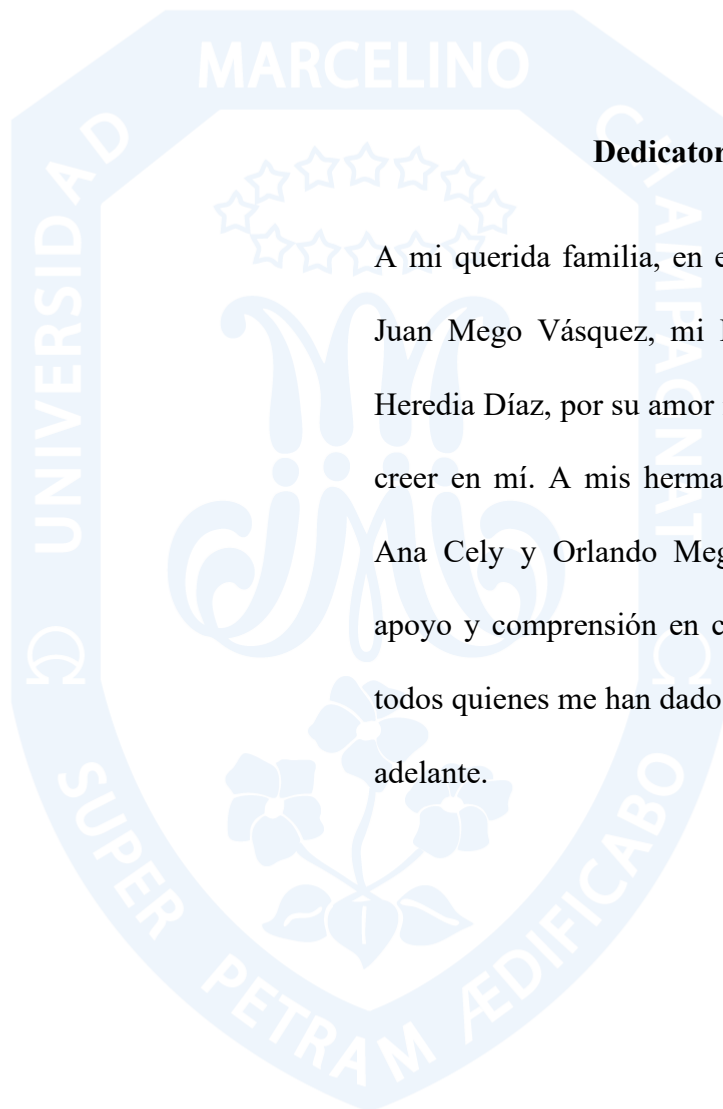 MARCELINO
CHAMPAGNAT
UNIVERSIDAD
Dedicator
A mi querida familia, en e
Juan Mego Vásquez, mi
Heredia Díaz, por su amor
creer en mí. A mis herma
Ana Cely y Orlando Meg
apoyo y comprensión en c
todos quienes me han dado
adelante.
SUPER PETRAM ÆDIFICABO